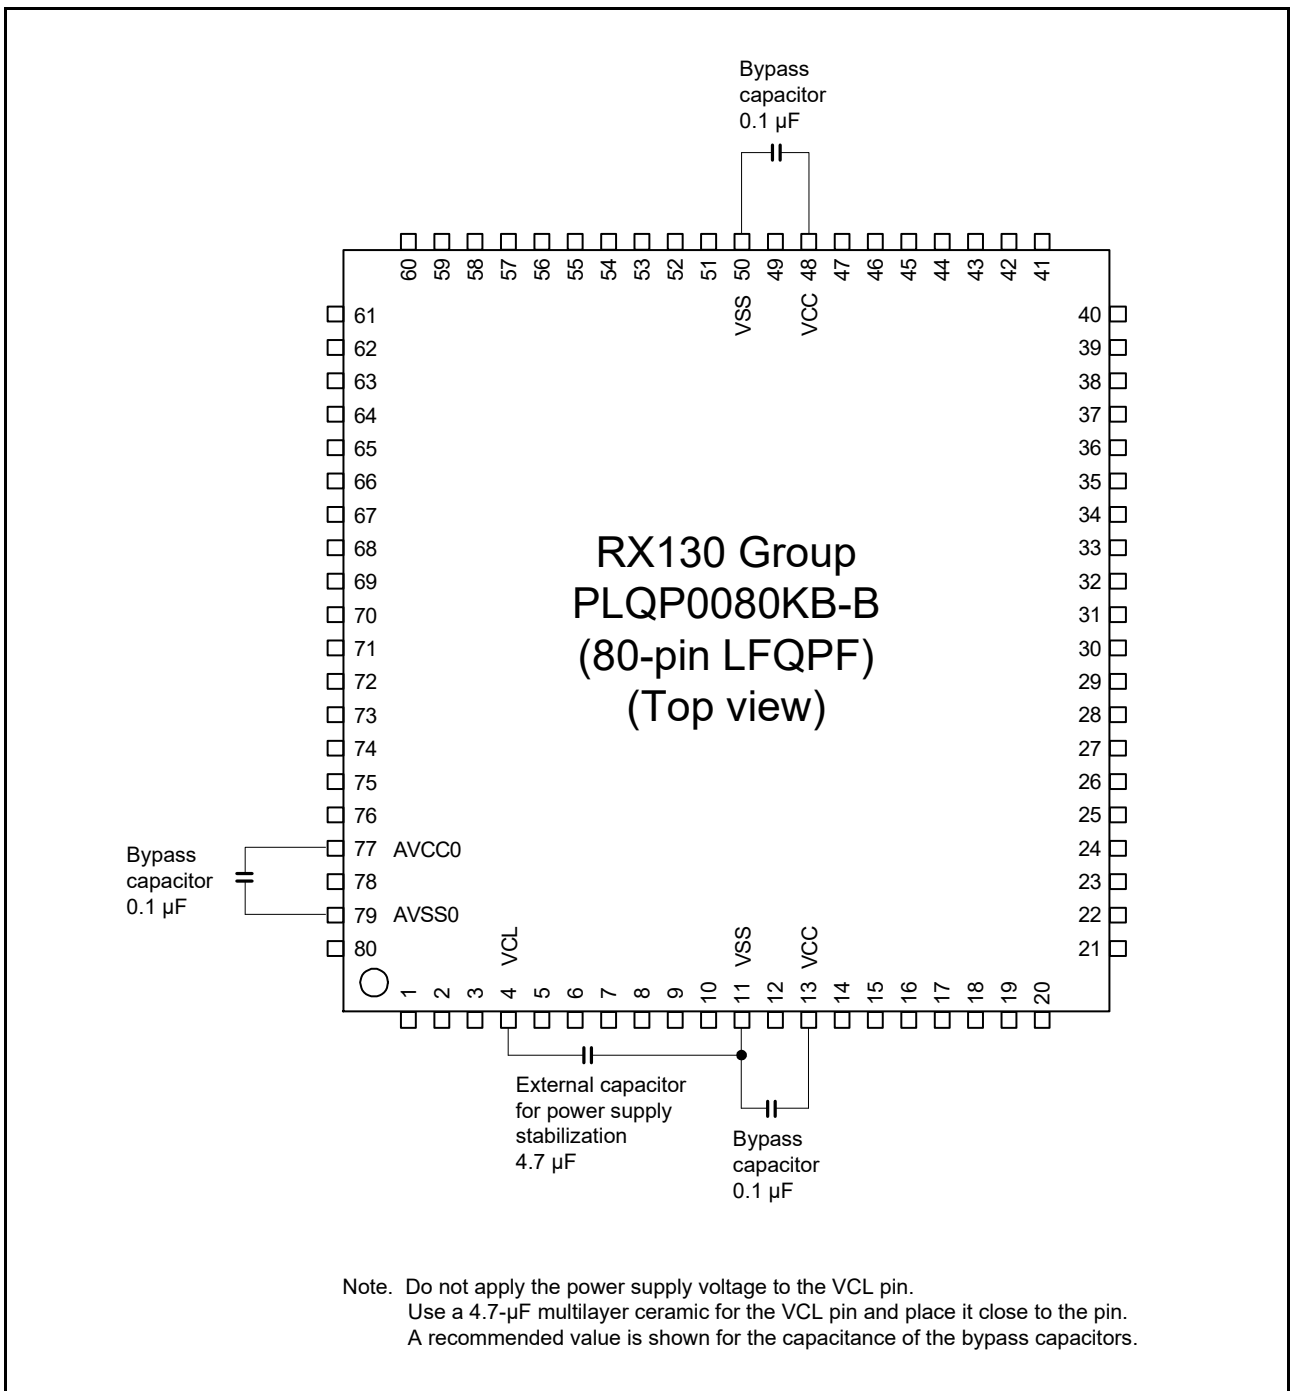 Bypass
capacitor
0.1 µF
60 59 58 57 56 55 54 53 52 51 50 49 48 47 46 45 44 43 42 41
VSS VCC
61
62
63
64
65
66
67
68
69
70
71
72
73
74
75
76
77 AVCC0
78
79 AVSS0
80
40
39
38
37
36
35
34
33
32
31
30
29
28
27
26
25
24
23
22
21
RX130 Group
PLQP0080KB-B
(80-pin LFQPF)
(Top view)
Bypass
capacitor
0.1 µF
VCL VSS VCC
1 2 3 4 5 6 7 8 9 10 11 12 13 14 15 16 17 18 19 20
External capacitor
for power supply
stabilization
4.7 µF
Bypass
capacitor
0.1 µF
Note. Do not apply the power supply voltage to the VCL pin.
Use a 4.7-µF multilayer ceramic for the VCL pin and place it close to the pin.
A recommended value is shown for the capacitance of the bypass capacitors.